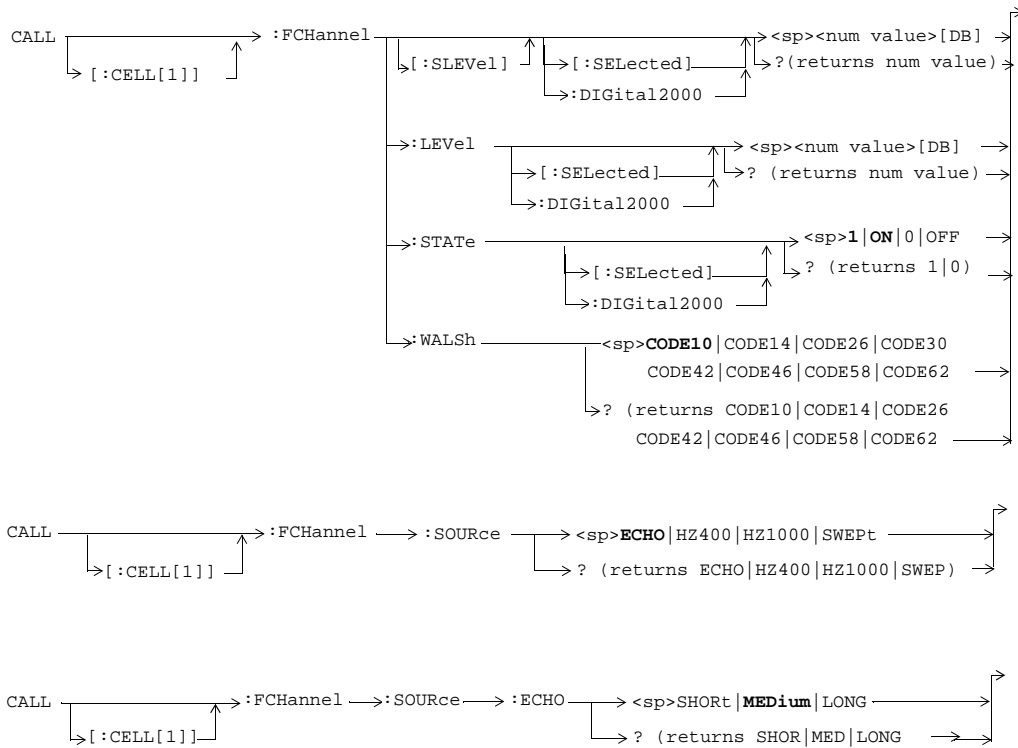 CALL :FCHannel <sp><num value>[DB]
[:CELL[1]] [:SLEVel] [:SELected] ?(returns num value)
:DIGital2000
:LEVel <sp><num value>[DB]
[:SELected] ? (returns num value)
:DIGital2000
:STATe <sp>1|ON|0|OFF
[:SELected] ? (returns 1|0)
:DIGital2000
:WALSh <sp>CODE10|CODE14|CODE26|CODE30
CODE42|CODE46|CODE58|CODE62
? (returns CODE10|CODE14|CODE26
CODE42|CODE46|CODE58|CODE62
CALL :FCHannel :SOURce <sp>ECHO|HZ400|HZ1000|SWEPt
[:CELL[1]] ? (returns ECHO|HZ400|HZ1000|SWEP)
CALL :FCHannel :SOURce :ECHO <sp>SHORt|MEDium|LONG
[:CELL[1]] ? (returns SHOR|MED|LONG